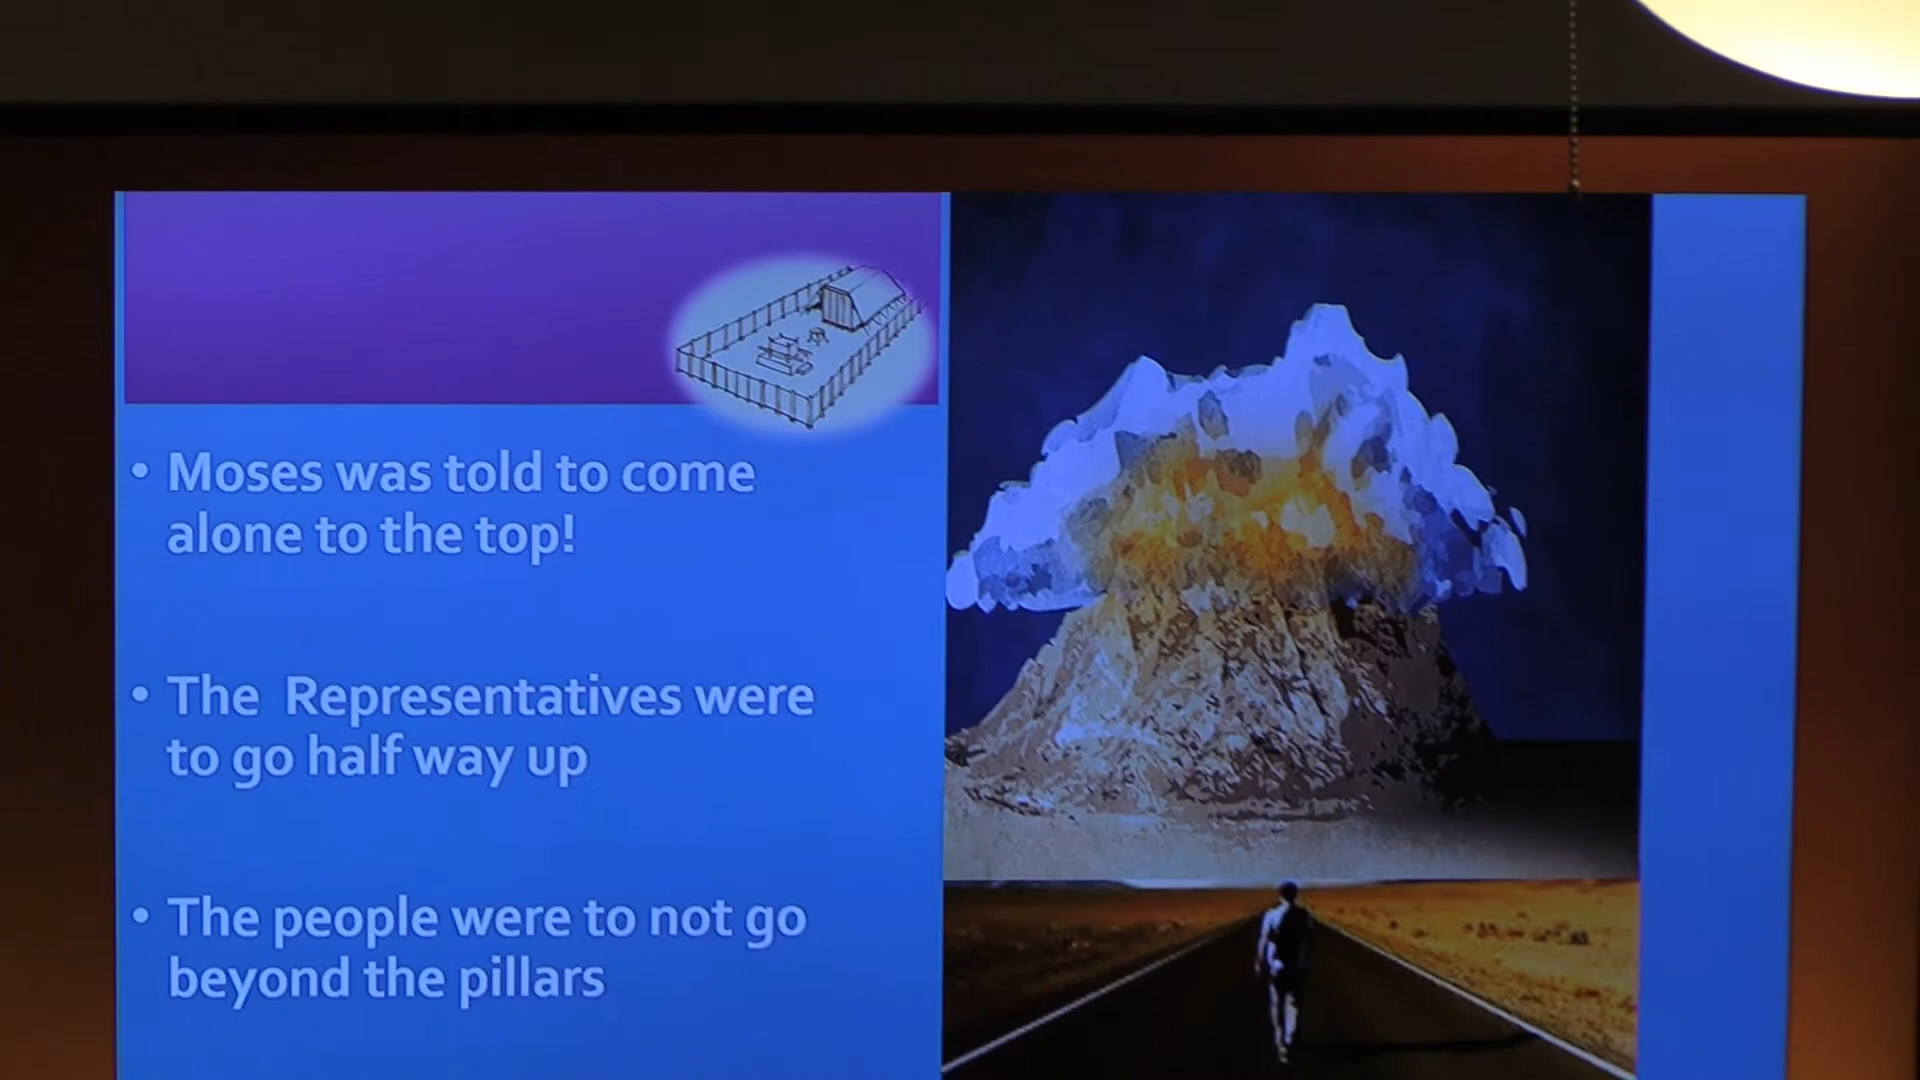 • Moses was told to come
alone to the top!
• The  Representatives were
to go half way up
• The people were to not go
beyond the pillars